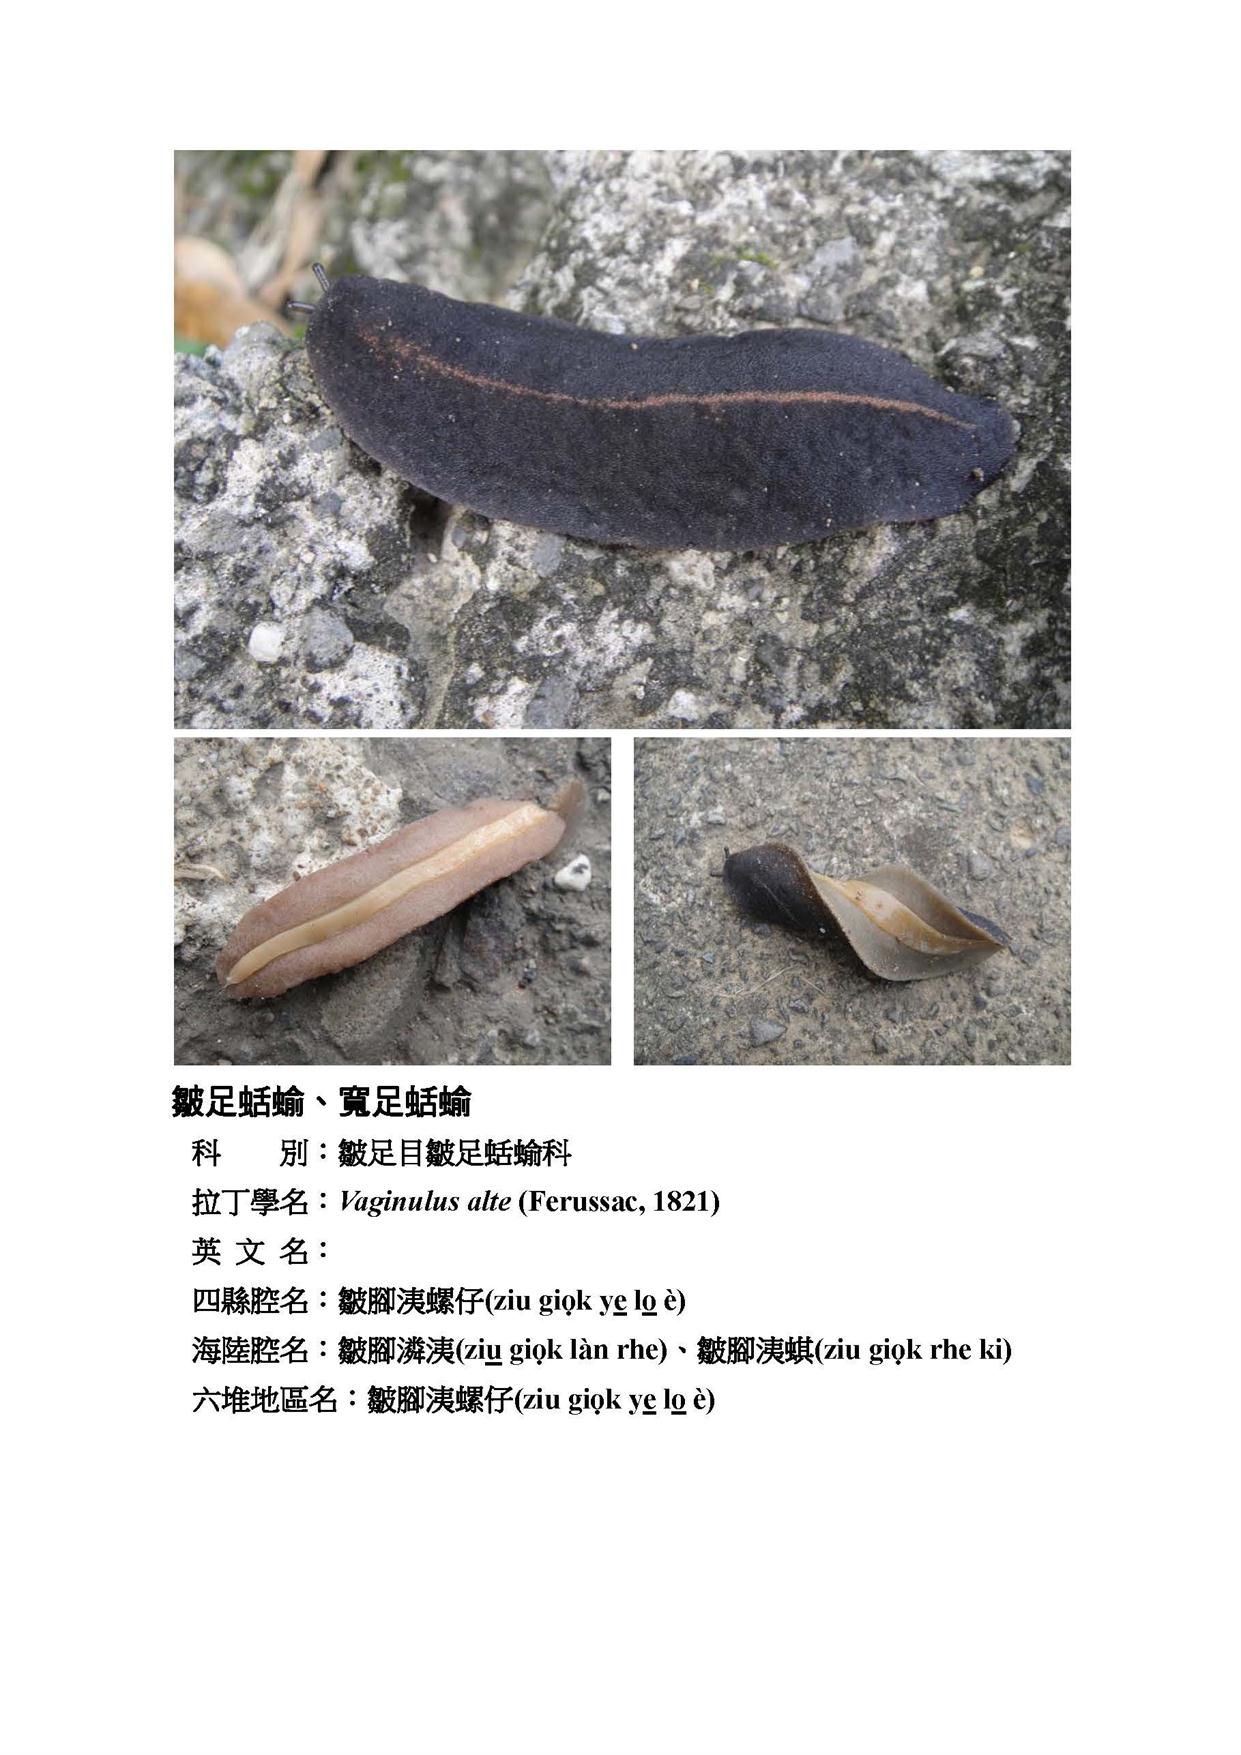 皺足蛞蝓、寬足蛞蝓
科　　別：皺足目皺足蛞蝓科
拉丁學名：Vaginulus alte (Ferussac, 1821)
英 文 名：
四縣腔名：皺腳洟螺仔(ziu giọk ye lo è)
海陸腔名：皺腳潾洟(ziu giọk làn rhe)、皺腳洟蜞(ziu giọk rhe ki)
六堆地區名：皺腳洟螺仔(ziu giọk ye lo è)